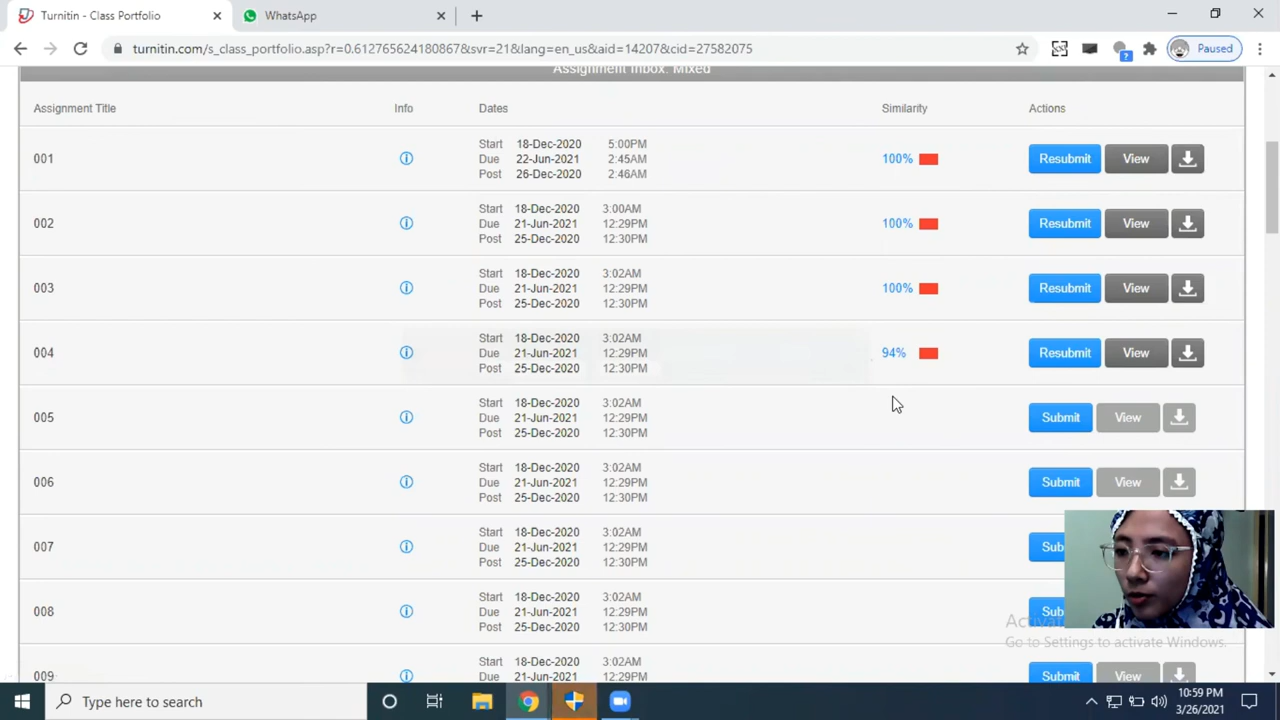 Turnitin - Class Portfolio
WhatsApp
turnitin.com/s_class_portfolio.asp?r=0.612765624180867&svr=21&lang=en_us&aid=14207&cid=27582075
Paused
Assignment Inbox: Mixed
Assignment Title Info Dates Similarity Actions
Start 18-Dec-2020 5:00PM
001 Due 22-Jun-2021 2:45AM 100% Resubmit View
Post 26-Dec-2020 2:46AM
Start 18-Dec-2020 3:00AM
002 Due 21-Jun-2021 12:29PM 100% Resubmit View
Post 25-Dec-2020 12:30PM
Start 18-Dec-2020 3:02AM
003 Due 21-Jun-2021 12:29PM 100% Resubmit View
Post 25-Dec-2020 12:30PM
Start 18-Dec-2020 3:02AM
004 Due 21-Jun-2021 12:29PM 94% Resubmit View
Post 25-Dec-2020 12:30PM
Start 18-Dec-2020 3:02AM
005 Due 21-Jun-2021 12:29PM Submit View
Post 25-Dec-2020 12:30PM
Start 18-Dec-2020 3:02AM
006 Due 21-Jun-2021 12:29PM Submit View
Post 25-Dec-2020 12:30PM
Start 18-Dec-2020 3:02AM
007 Due 21-Jun-2021 12:29PM Sub
Post 25-Dec-2020 12:30PM
Start 18-Dec-2020 3:02AM
008 Due 21-Jun-2021 12:29PM Sub
Post 25-Dec-2020 12:30PM
Go to Settings to activate Windows.
Start 18-Dec-2020 3:02AM
009 Due 21-Jun-2021 12:29PM Submit View
Type here to search
10:59 PM
3/26/2021